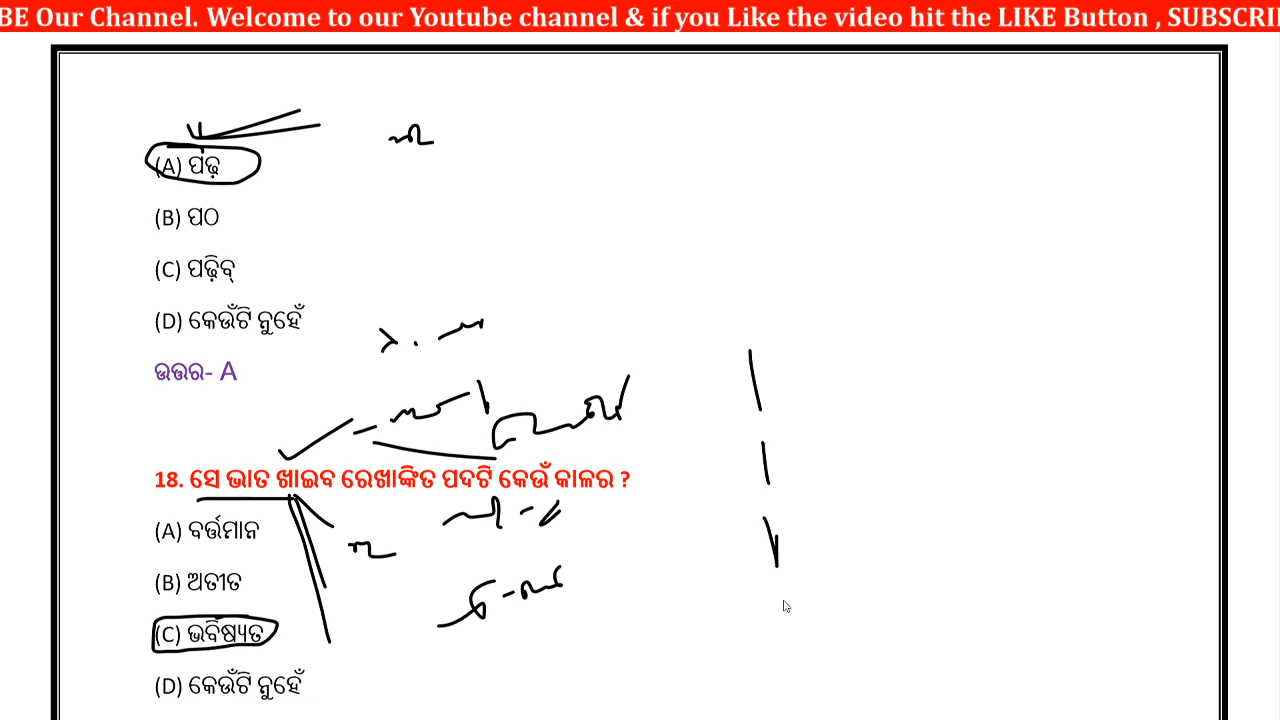 BE Our Channel. Welcome to our Youtube channel & if you Like the video hit the LIKE Button , SUBSCRI
(A) ପଢ଼
(B) ପଠ
(C) ପଢ଼ିବ୍
(D) କେଉଁଟି ନୁହେଁ
ଉତ୍ତର- A
18. ସେ ଭାତ ଖାଇବ ରେଖାଙ୍କିତ ପଦଟି କେଉଁ କାଳର ?
(A) ବର୍ତ୍ତମାନ
(B) ଅତୀତ
(C) ଭବିଷ୍ୟତ
(D) କେଉଁଟି ନୁହେଁ